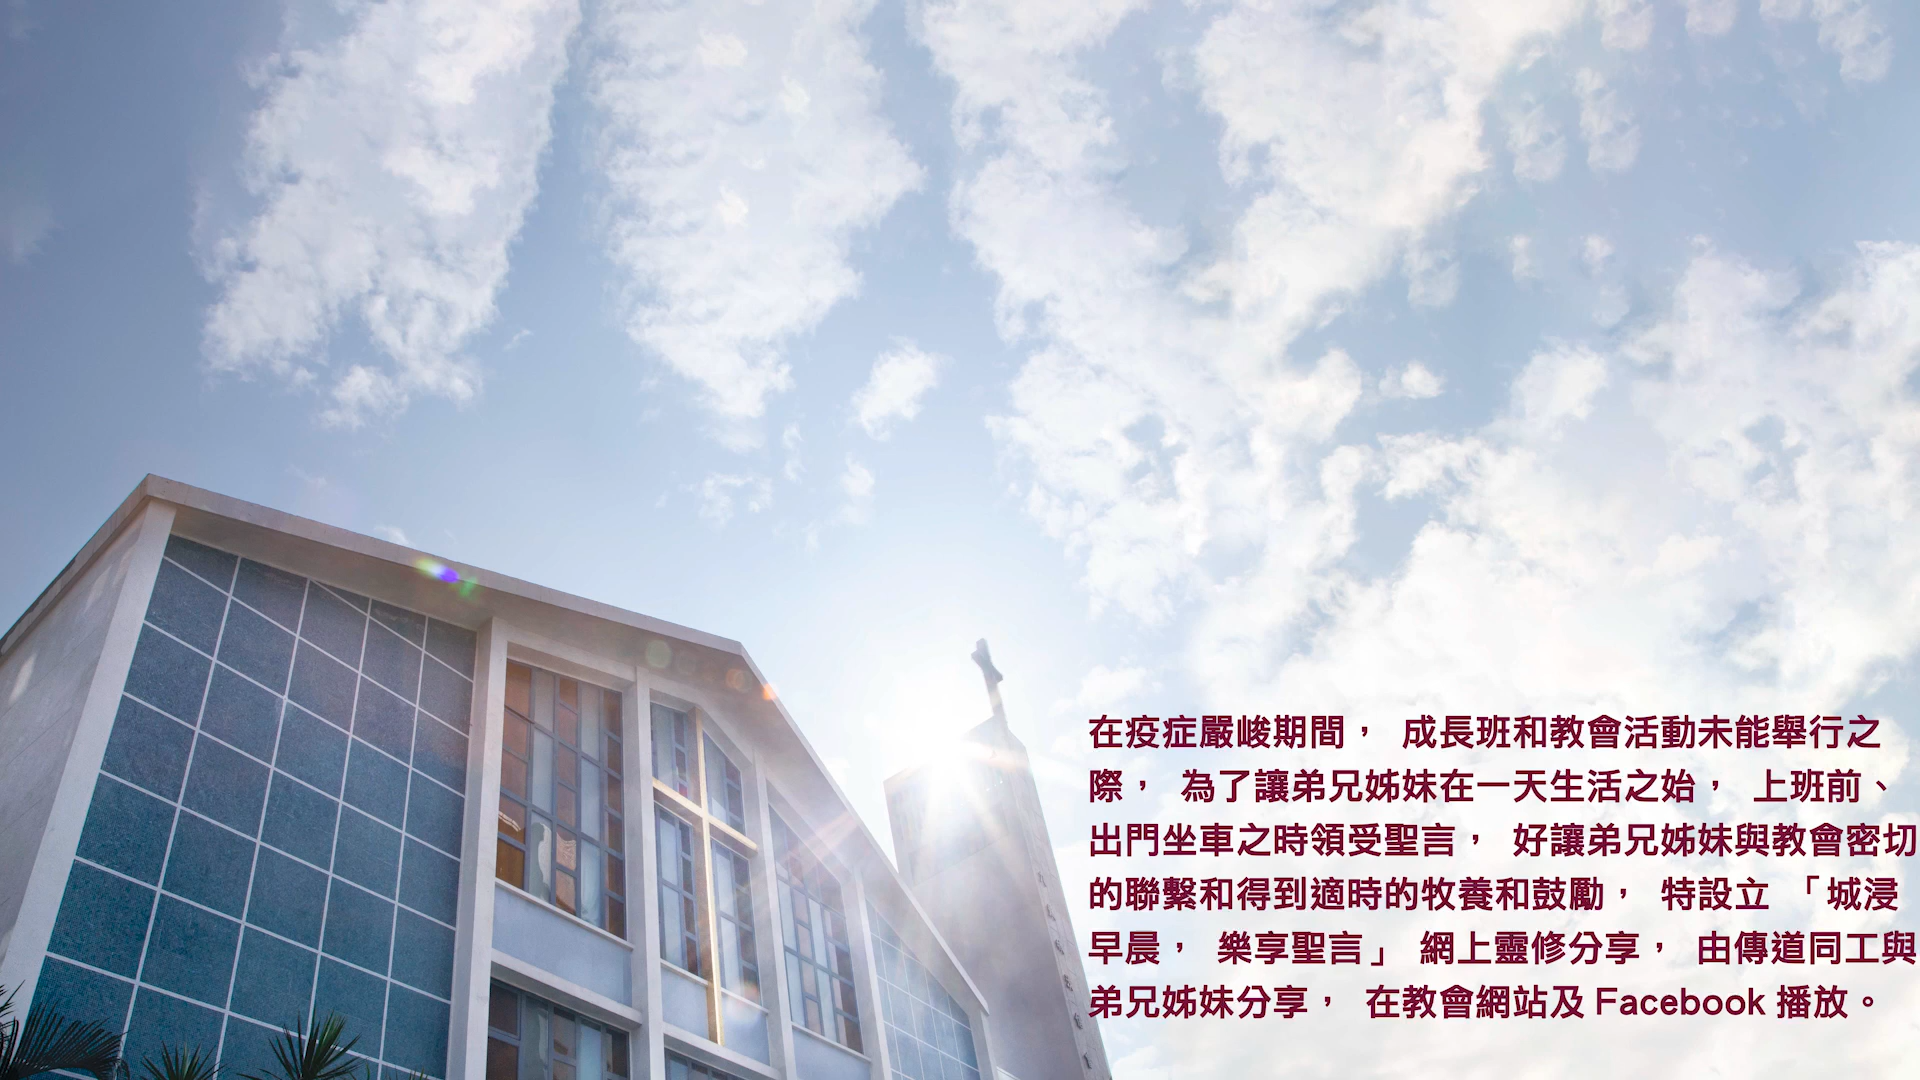 在疫症嚴峻期間， 成長班和教會活動未能舉行之
際， 為了讓弟兄姊妹在一天生活之始， 上班前、
出門坐車之時領受聖言， 好讓弟兄姊妹與教會密切
的聯繫和得到適時的牧養和鼓勵， 特設立 「城浸
早晨， 樂享聖言」 網上靈修分享， 由傳道同工與
弟兄姊妹分享， 在教會網站及 Facebook 播放。